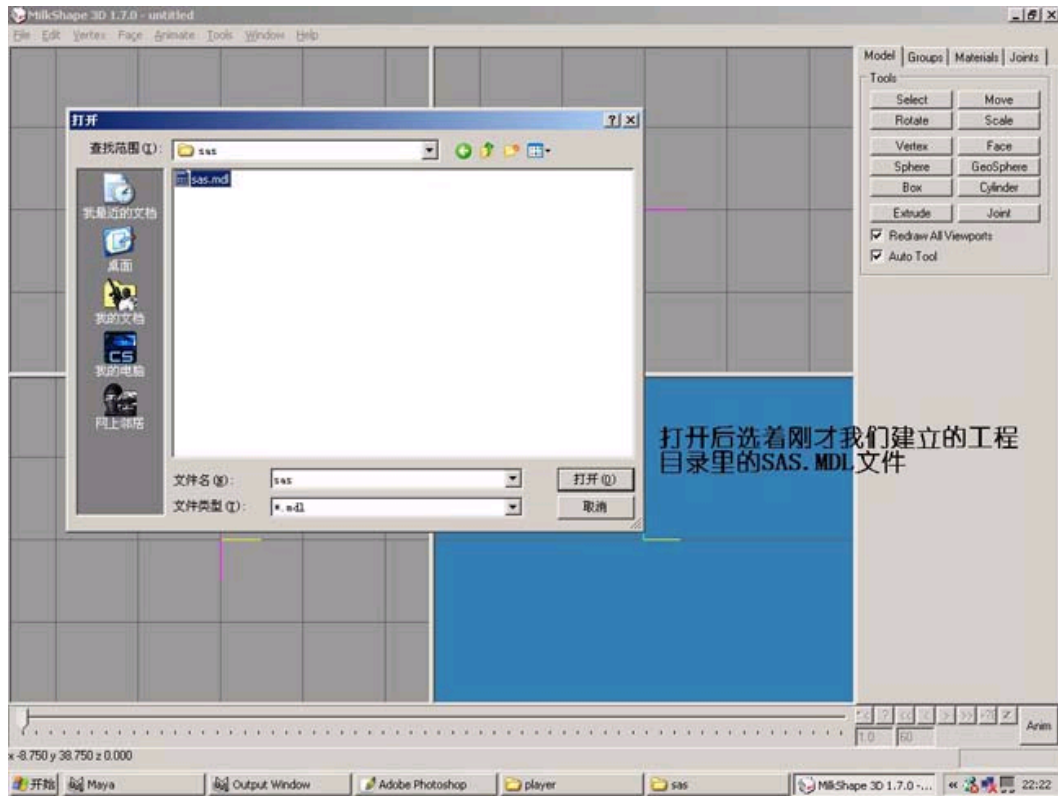 MilkShape 3D 1.7.0 - untitled
File Edit Vertex Face Animate Tools Window Help
Model Groups Materials Joints
Tools
Select Move
Rotate Scale
Vertex Face
Sphere GeoSphere
Box Cylinder
Extrude Joint
Redraw All Viewports
Auto Tool
打开
查找范围(I): sas
sas.mdl
我最近的文档
桌面
我的文档
CS
我的电脑
网上邻居
文件名(N): sas 打开(O)
文件类型(T): *.mdl 取消
打开后选着刚才我们建立的工程
目录里的SAS.MDL文件
1.0 60 Anim
x -8.750 y 38.750 z 0.000
开始 Maya Output Window Adobe Photoshop player sas MilkShape 3D 1.7.0 -... 22:22